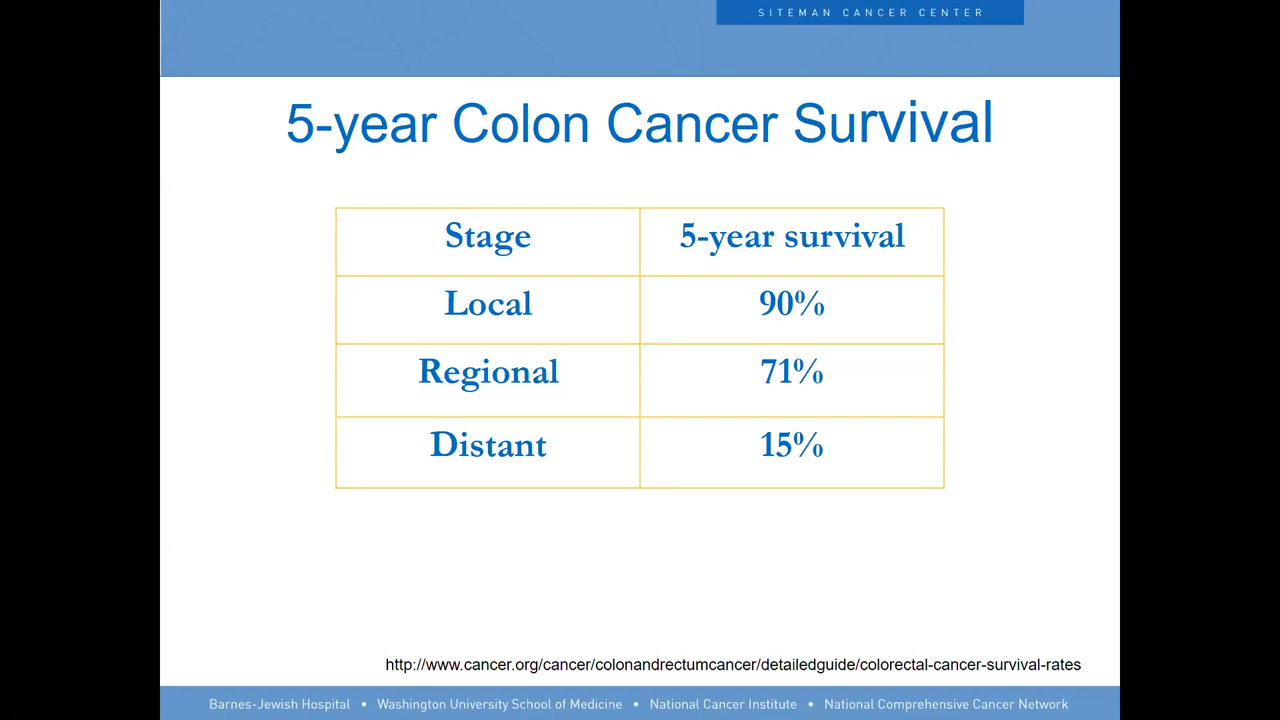 SITEMAN CANCER CENTER
5-year Colon Cancer Survival
Stage 5-year survival
Local 90%
Regional 71%
Distant 15%
http://www.cancer.org/cancer/colonandrectumcancer/detailedguide/colorectal-cancer-survival-rates
Barnes-Jewish Hospital • Washington University School of Medicine • National Cancer Institute • National Comprehensive Cancer Network